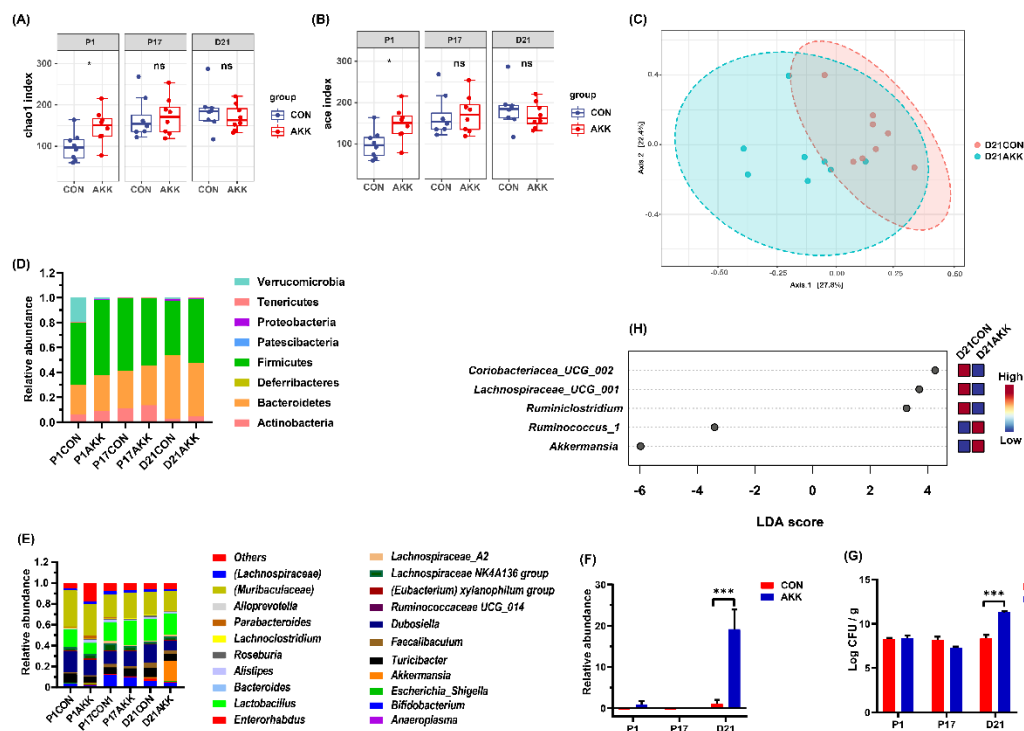 (A)
P1 P17 D21
chao1 index
300
200
100
*
ns
ns
CON AKK CON AKK CON AKK
group
CON
AKK
(B)
P1 P17 D21
ace index
300
200
100
*
ns
ns
CON AKK CON AKK CON AKK
group
CON
AKK
(C)
Axis.2 [22.4%]
0.4
0.0
-0.4
-0.50 -0.25 0.00 0.25 0.50
Axis.1 [27.8%]
D21CON
D21AKK
(D)
Relative abundance
1.0
0.8
0.6
0.4
0.2
0.0
P1CON P1AKK P17CON P17AKK D21CON D21AKK
Verrucomicrobia
Tenericutes
Proteobacteria
Patescibacteria
Firmicutes
Deferribacteres
Bacteroidetes
Actinobacteria
(H)
Coriobacteriacea_UCG_002
Lachnospiraceae_UCG_001
Ruminiclostridium
Ruminococcus_1
Akkermansia
-6 -4 -2 0 2 4
LDA score
D21CON
D21AKK
High
Low
(E)
Relative abundance
1.0
0.8
0.6
0.4
0.2
0
P1CON P1AKK P17CON1 P17AKK D21CON D21AKK
Others
(Lachnospiraceae)
(Muribaculaceae)
Alloprevotella
Parabacteroides
Lachnoclostridium
Roseburia
Alistipes
Bacteroides
Lactobacillus
Enterorhabdus
Lachnospiraceae_A2
Lachnospiraceae NK4A136 group
(Eubacterium) xylanophilum group
Ruminococcaceae UCG_014
Dubosiella
Faecalibaculum
Turicibacter
Akkermansia
Escherichia_Shigella
Bifidobacterium
Anaeroplasma
(F)
CON
AKK
Relative abundance
30
20
10
0
***
P1 P17 D21
(G)
Log CFU / g
15
10
5
0
***
P1 P17 D21